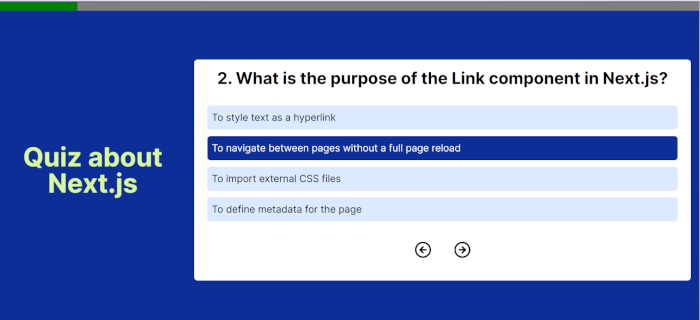 Quiz about
Next.js
2. What is the purpose of the Link component in Next.js?
To style text as a hyperlink
To navigate between pages without a full page reload
To import external CSS files
To define metadata for the page